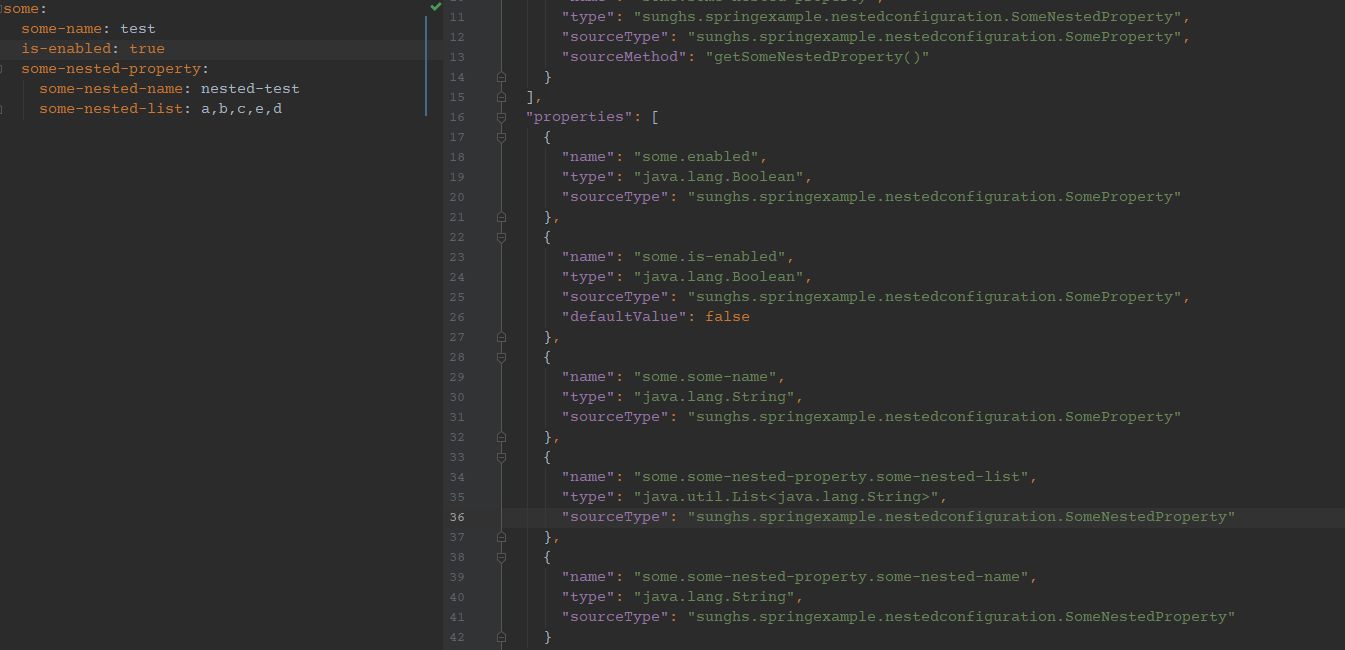 some:
  some-name: test
  is-enabled: true
  some-nested-property:
    some-nested-name: nested-test
    some-nested-list: a,b,c,e,d
11 "type": "sunghs.springexample.nestedconfiguration.SomeNestedProperty",
12 "sourceType": "sunghs.springexample.nestedconfiguration.SomeProperty",
13 "sourceMethod": "getSomeNestedProperty()"
14 }
15 ],
16 "properties": [
17 {
18 "name": "some.enabled",
19 "type": "java.lang.Boolean",
20 "sourceType": "sunghs.springexample.nestedconfiguration.SomeProperty"
21 },
22 {
23 "name": "some.is-enabled",
24 "type": "java.lang.Boolean",
25 "sourceType": "sunghs.springexample.nestedconfiguration.SomeProperty",
26 "defaultValue": false
27 },
28 {
29 "name": "some.some-name",
30 "type": "java.lang.String",
31 "sourceType": "sunghs.springexample.nestedconfiguration.SomeProperty"
32 },
33 {
34 "name": "some.some-nested-property.some-nested-list",
35 "type": "java.util.List<java.lang.String>",
36 "sourceType": "sunghs.springexample.nestedconfiguration.SomeNestedProperty"
37 },
38 {
39 "name": "some.some-nested-property.some-nested-name",
40 "type": "java.lang.String",
41 "sourceType": "sunghs.springexample.nestedconfiguration.SomeNestedProperty"
42 }